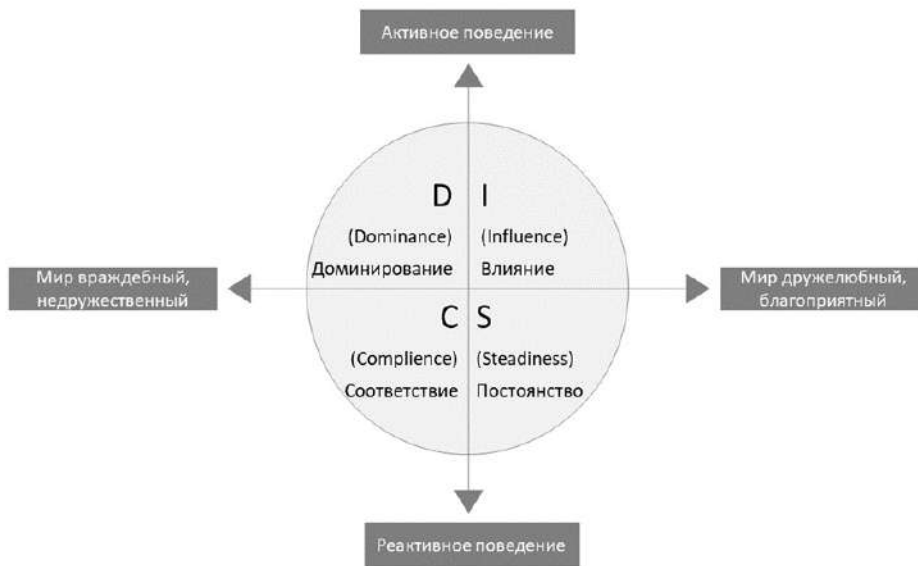 Активное поведение
D I
(Dominance) (Influence)
Доминирование Влияние
Мир враждебный,
недружественный
Мир дружелюбный,
благоприятный
C S
(Complience) (Steadiness)
Соответствие Постоянство
Реактивное поведение